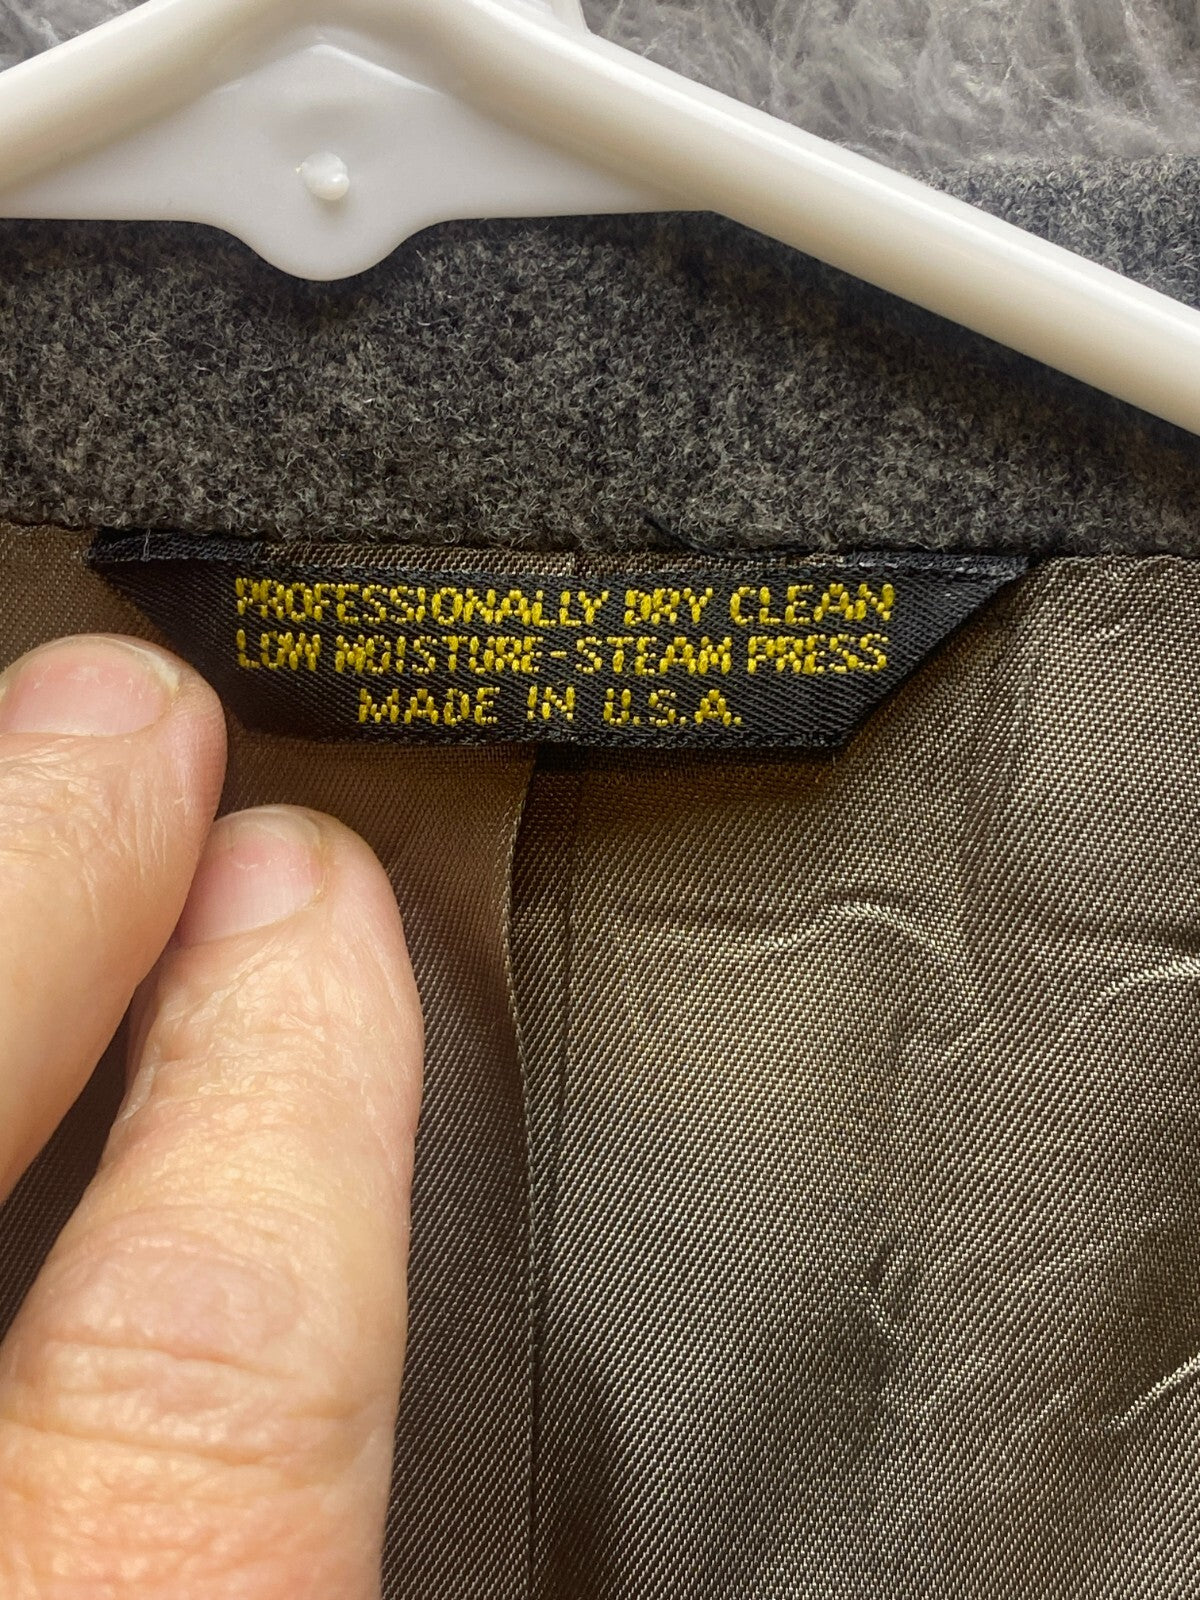 PROFESSIONALLY DRY CLEAN
LOW MOISTURE-STEAM PRESS
MADE IN U.S.A.